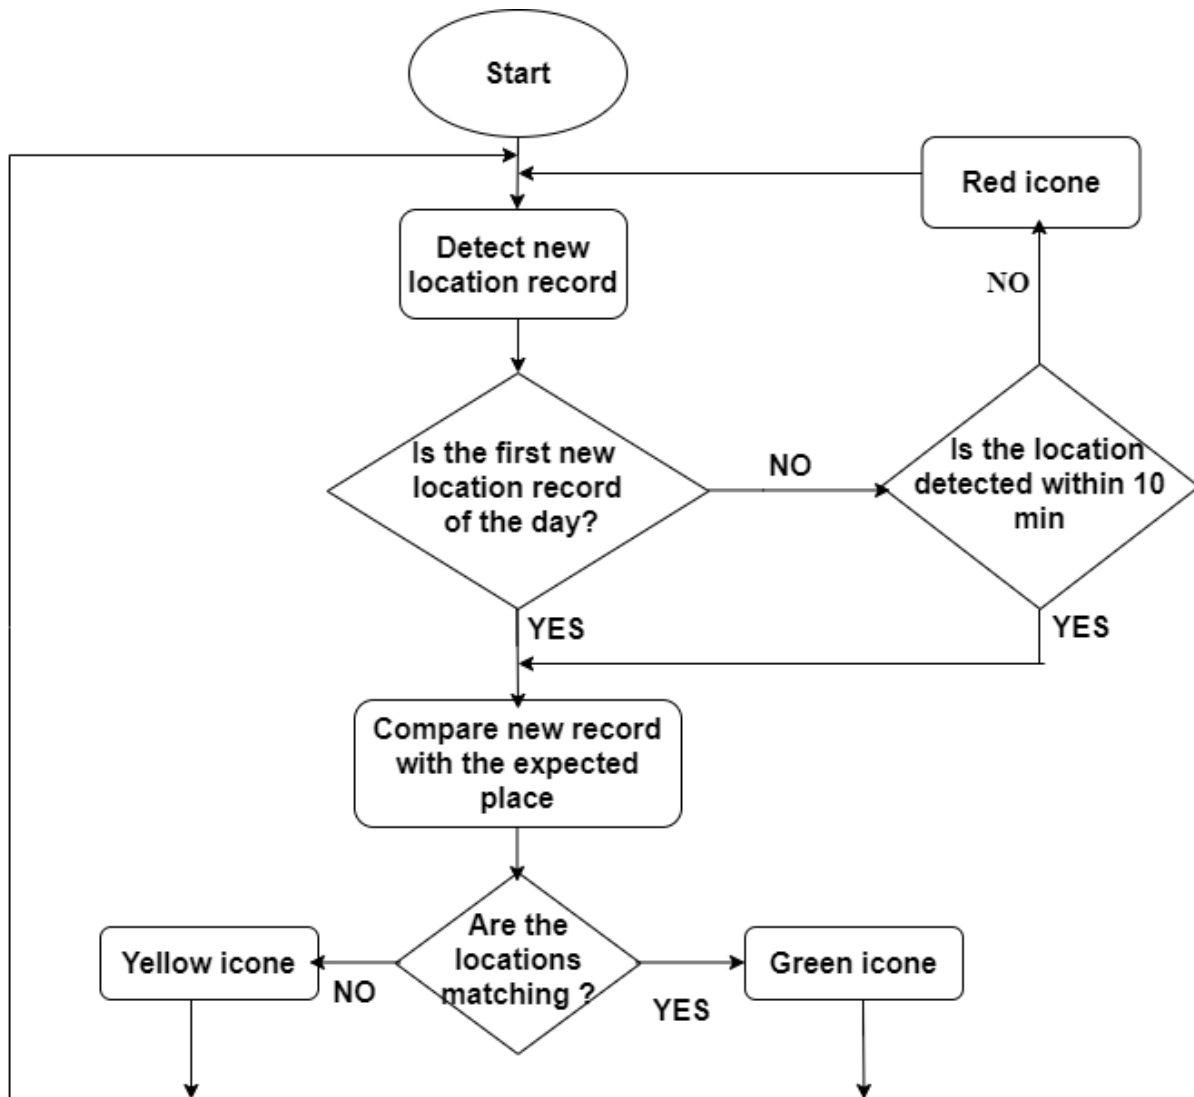 Start
Red icone
Detect new
location record
NO
Is the first new
location record
of the day?
NO
Is the location
detected within 10
min
YES
YES
Compare new record
with the expected
place
Are the
locations
matching ?
Yellow icone
NO
YES
Green icone